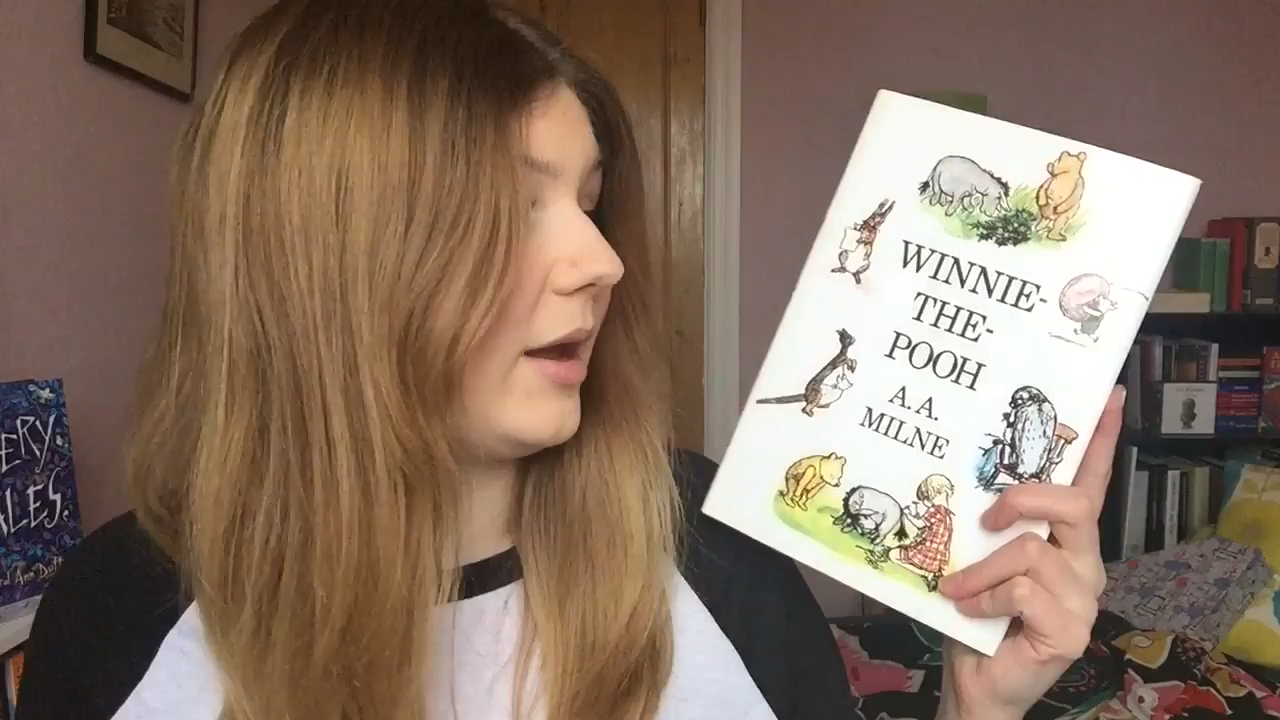 WINNIE-
THE-
POOH
A. A.
MILNE